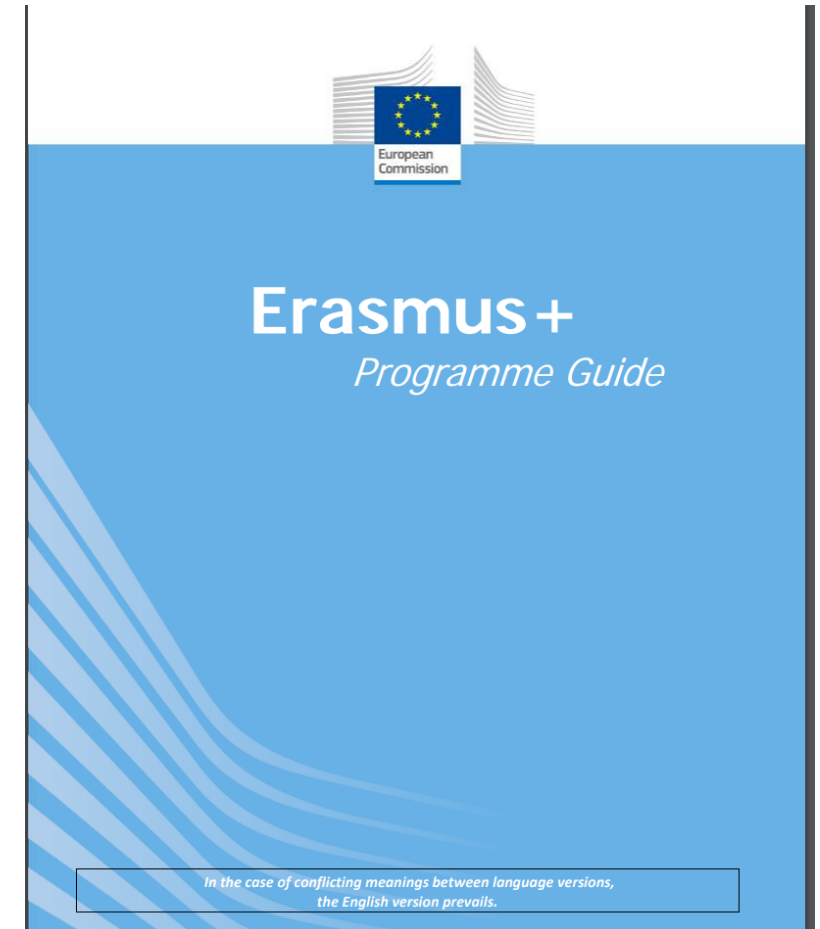 European
Commission
Erasmus+
Programme Guide
In the case of conflicting meanings between language versions,
the English version prevails.